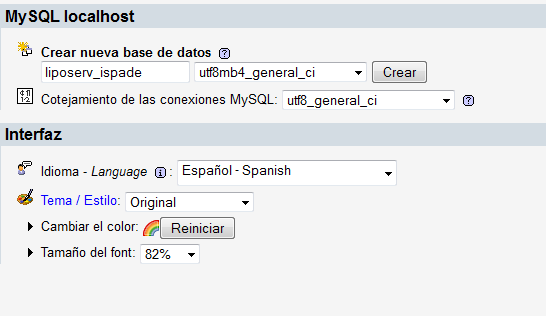 MySQL localhost
Crear nueva base de datos
liposerv_ispade utf8mb4_general_ci Crear
Cotejamiento de las conexiones MySQL: utf8_general_ci
Interfaz
Idioma - Language : Español - Spanish
Tema / Estilo: Original
Cambiar el color: Reiniciar
Tamaño del font: 82%